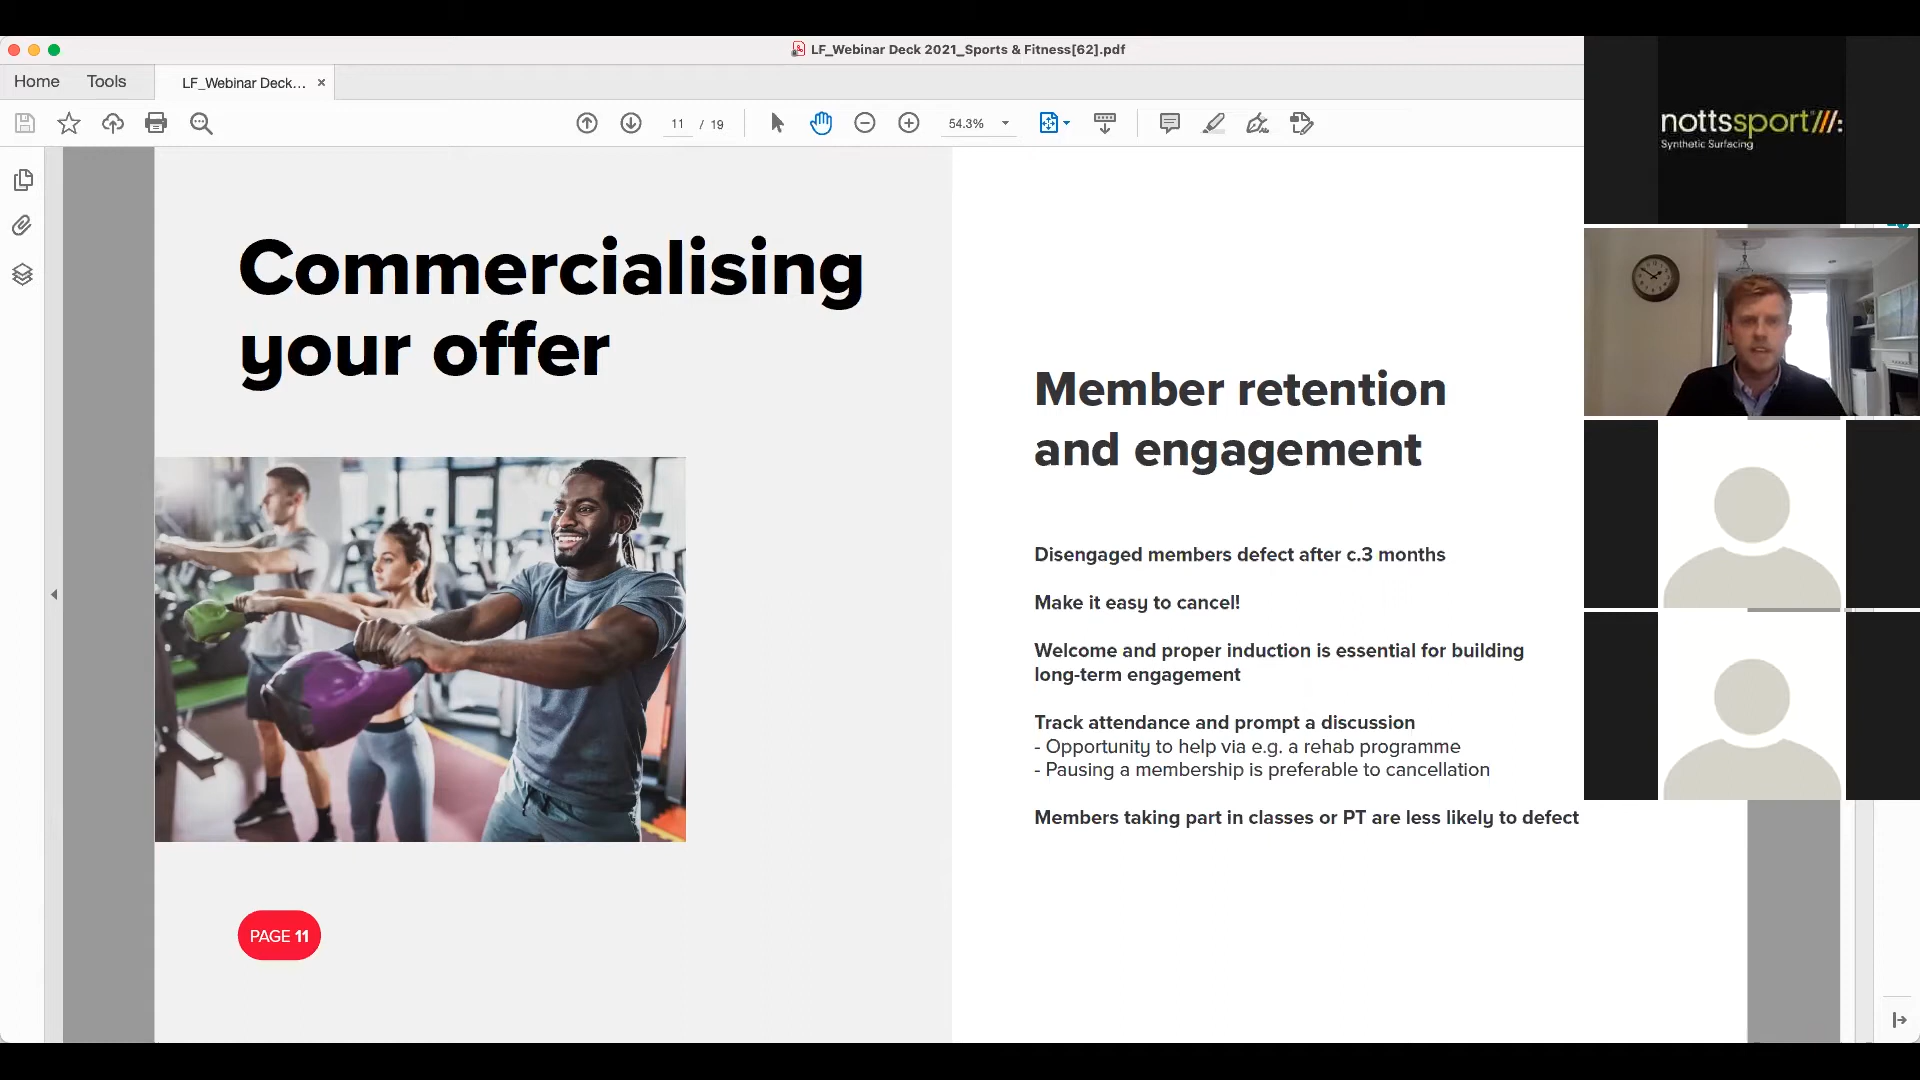 LF_Webinar Deck 2021_Sports & Fitness[62].pdf
Home
Tools
LF_Webinar Deck...
11 / 19
54.3%
Commercialising
your offer
PAGE 11
Member retention
and engagement
Disengaged members defect after c.3 months
Make it easy to cancel!
Welcome and proper induction is essential for building
long-term engagement
Track attendance and prompt a discussion
- Opportunity to help via e.g. a rehab programme
- Pausing a membership is preferable to cancellation
Members taking part in classes or PT are less likely to defect
nottssport
Synthetic Surfacing